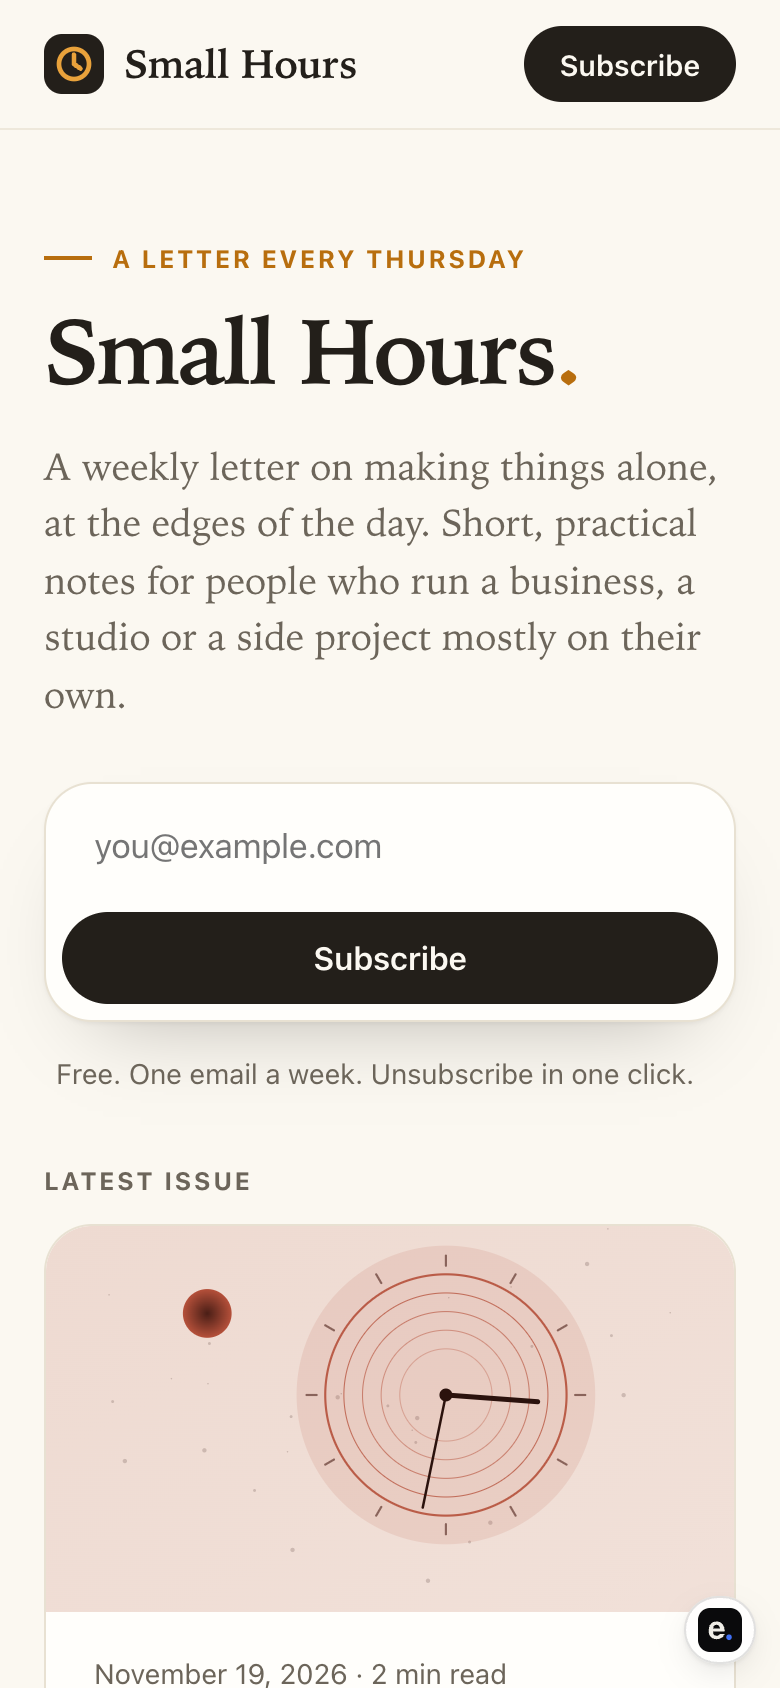 Small Hours
Subscribe
A LETTER EVERY THURSDAY
Small Hours.
A weekly letter on making things alone,
at the edges of the day. Short, practical
notes for people who run a business, a
studio or a side project mostly on their
own.
you@example.com
Subscribe
Free. One email a week. Unsubscribe in one click.
LATEST ISSUE
November 19, 2026 · 2 min read
e.